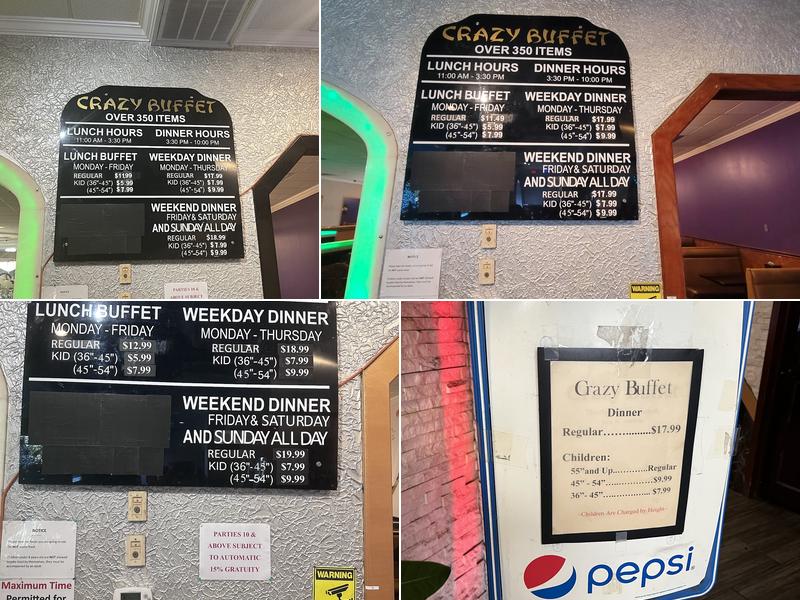 CRAZY BUFFET
OVER 350 ITEMS
LUNCH HOURS
11:00 AM - 3:30 PM
DINNER HOURS
3:30 PM - 10:00 PM
LUNCH BUFFET
MONDAY - FRIDAY
REGULAR $11.99
KID (36"-45") $5.99
(45"-54") $7.99
WEEKDAY DINNER
MONDAY - THURSDAY
REGULAR $17.99
KID (36"-45") $7.99
(45"-54") $9.99
WEEKEND DINNER
FRIDAY & SATURDAY
AND SUNDAY ALL DAY
REGULAR $18.99
KID (36"-45") $7.99
(45"-54") $9.99
PARTIES 10 &
ABOVE SUBJECT
CRAZY BUFFET
OVER 350 ITEMS
LUNCH HOURS
11:00 AM - 3:30 PM
DINNER HOURS
3:30 PM - 10:00 PM
LUNCH BUFFET
MONDAY - FRIDAY
REGULAR $11.49
KID (36"-45") $5.99
(45"-54") $7.99
WEEKDAY DINNER
MONDAY - THURSDAY
REGULAR $17.99
KID (36"-45") $7.99
(45"-54") $9.99
WEEKEND DINNER
FRIDAY & SATURDAY
AND SUNDAY ALL DAY
REGULAR $17.99
KID (36"-45") $7.99
(45"-54") $9.99
NOTICE
WARNING
LUNCH BUFFET
MONDAY - FRIDAY
REGULAR $12.99
KID (36"-45") $5.99
(45"-54") $7.99
WEEKDAY DINNER
MONDAY - THURSDAY
REGULAR $18.99
KID (36"-45") $7.99
(45"-54") $9.99
WEEKEND DINNER
FRIDAY & SATURDAY
AND SUNDAY ALL DAY
REGULAR $19.99
KID (36"-45") $7.99
(45"-54") $9.99
NOTICE
Maximum Time
Permitted for
PARTIES 10 &
ABOVE SUBJECT
TO AUTOMATIC
15% GRATUITY
WARNING
Crazy Buffet
Dinner
Regular..............$17.99
Children:
55"and Up...........Regular
45" - 54"................$9.99
36"- 45".................$7.99
~Children Are Charged by Height~
pepsi